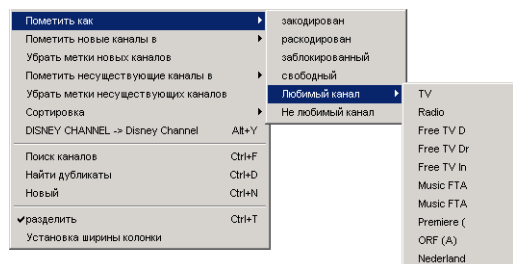 Пометить как
Пометить новые каналы в
Убрать метки новых каналов
Пометить несуществующие каналы в
Убрать метки несуществующих каналов
Сортировка
DISNEY CHANNEL -> Disney Channel Alt+Y
Поиск каналов Ctrl+F
Найти дубликаты Ctrl+D
Новый Ctrl+N
разделить Ctrl+T
Установка ширины колонки
закодирован
раскодирован
заблокированный
свободный
Любимый канал
Не любимый канал
TV
Radio
Free TV D
Free TV Dr
Free TV In
Music FTA
Music FTA
Premiere (
ORF (A)
Nederland